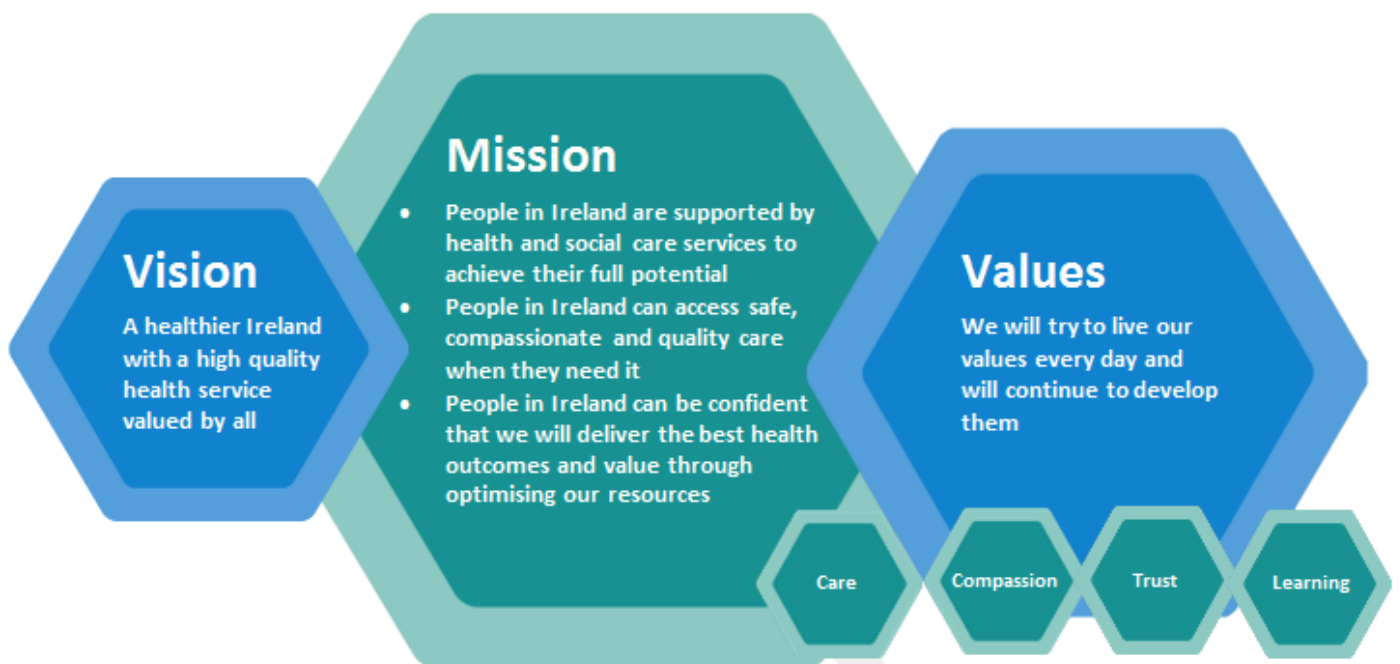 Vision
A healthier Ireland
with a high quality
health service
valued by all
Mission
• People in Ireland are supported by
health and social care services to
achieve their full potential
• People in Ireland can access safe,
compassionate and quality care
when they need it
• People in Ireland can be confident
that we will deliver the best health
outcomes and value through
optimising our resources
Values
We will try to live our
values every day and
will continue to develop
them
Care
Compassion
Trust
Learning